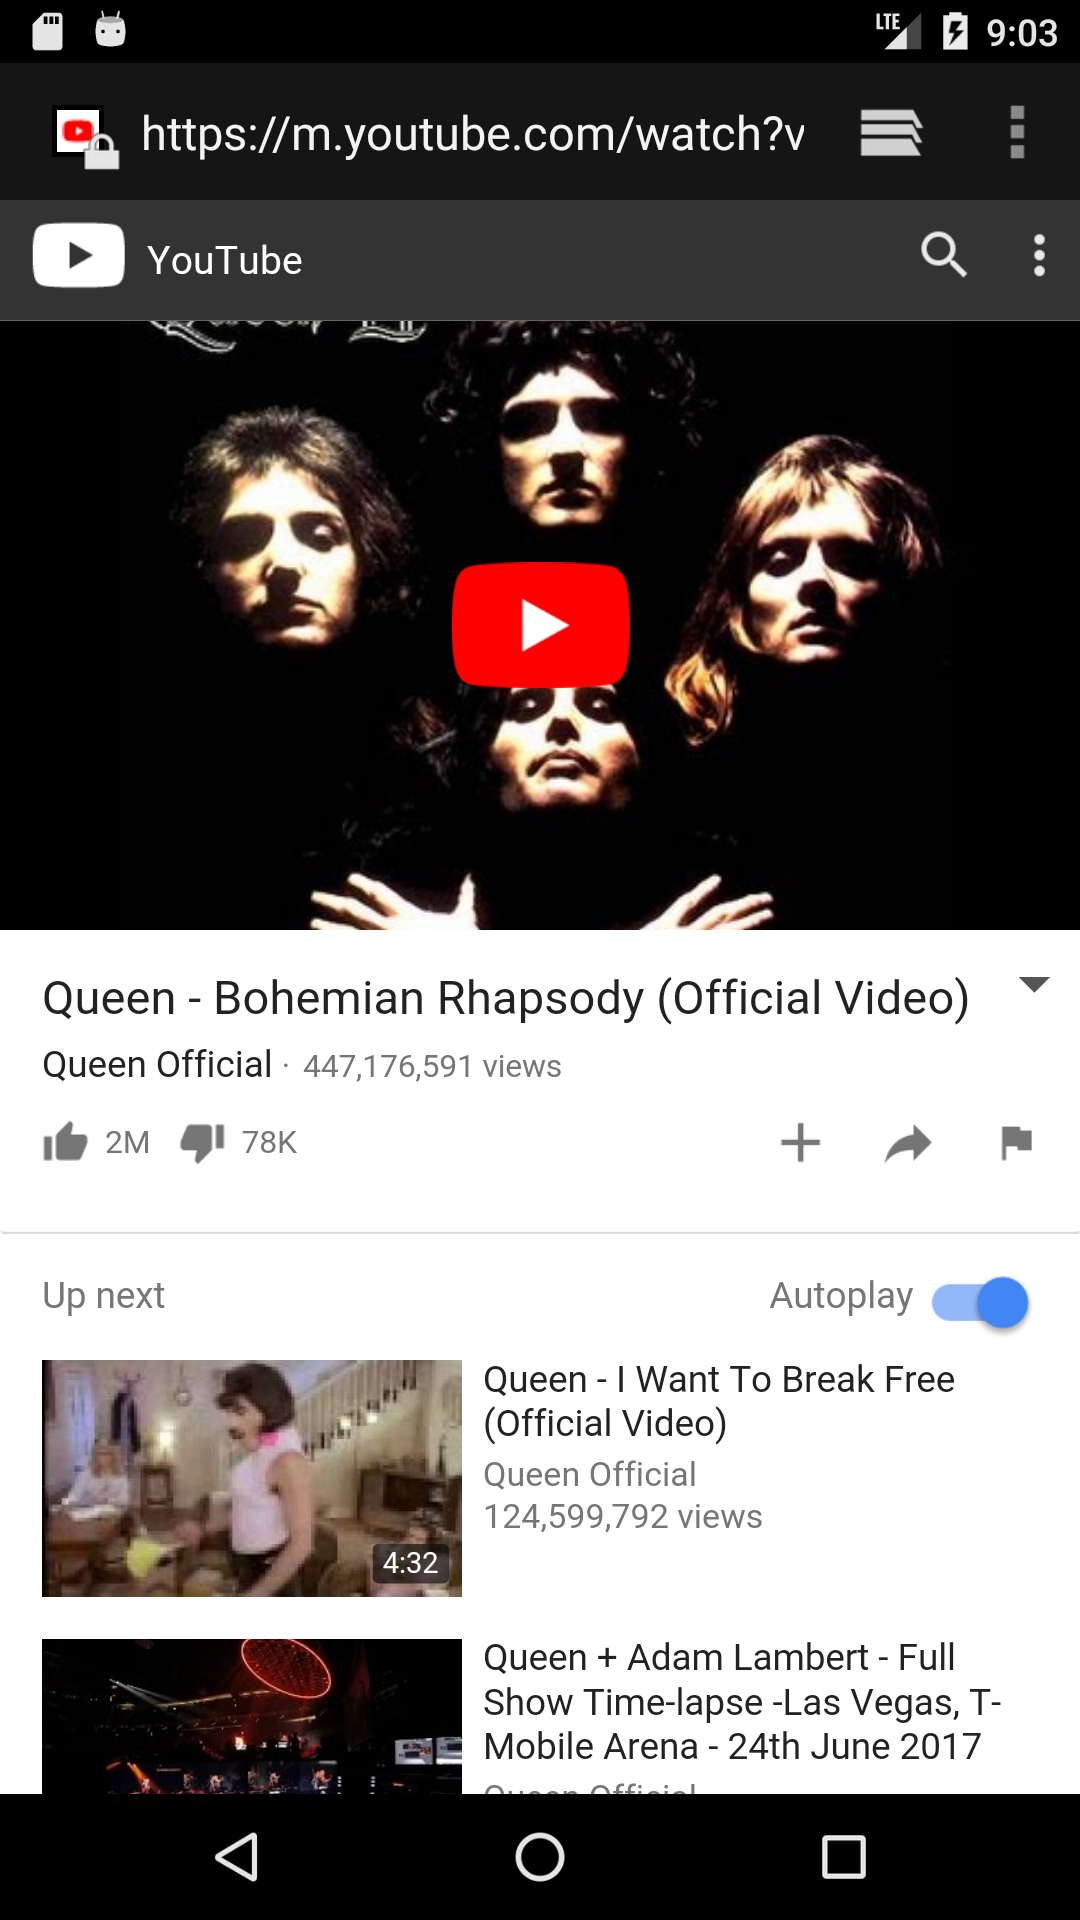 LTE 9:03
https://m.youtube.com/watch?v
YouTube
Queen - Bohemian Rhapsody (Official Video)
Queen Official · 447,176,591 views
2M 78K
Up next Autoplay
Queen - I Want To Break Free
(Official Video)
Queen Official
124,599,792 views
4:32
Queen + Adam Lambert - Full
Show Time-lapse -Las Vegas, T-
Mobile Arena - 24th June 2017
Queen Official